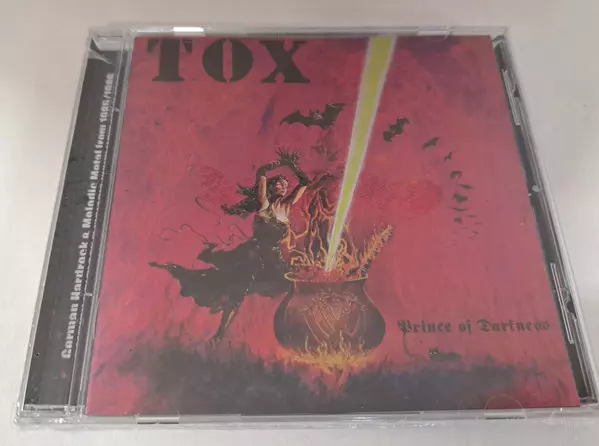 TOX
Prince of Darkness
German Hardrock & Melodic Metal from 1985/1986